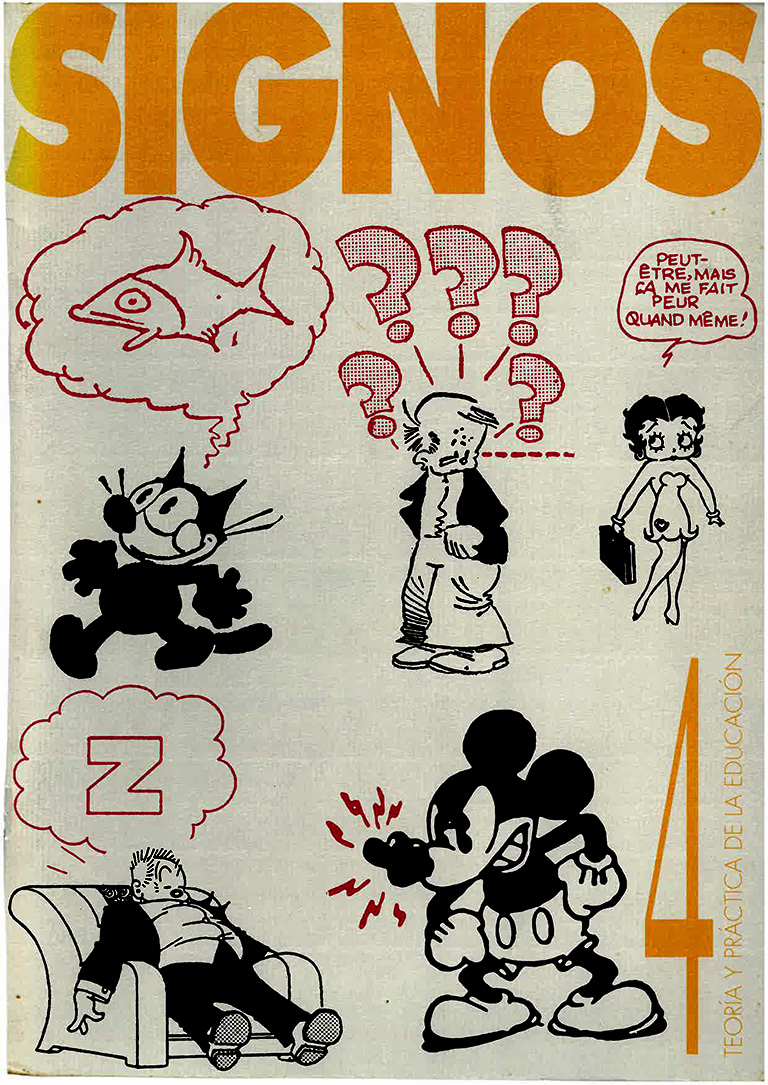 SIGNOS
? ? ?
? ?
PEUT-
ÊTRE, MAIS
ÇA ME FAIT
PEUR
QUAND MÊME!
Z
4
TEORÍA Y PRÁCTICA DE LA EDUCACIÓN